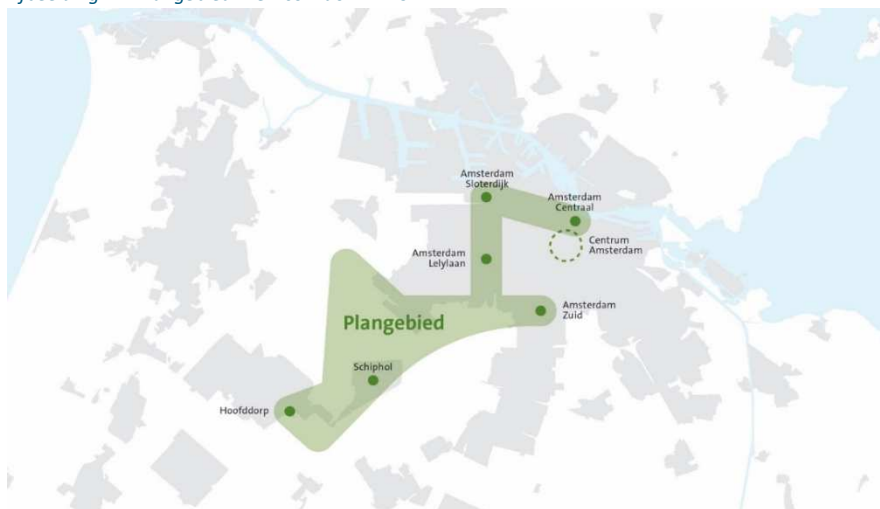 Amsterdam
Sloterdijk
Amsterdam
Centraal
Centrum
Amsterdam
Amsterdam
Lelylaan
Amsterdam
Zuid
Plangebied
Schiphol
Hoofddorp